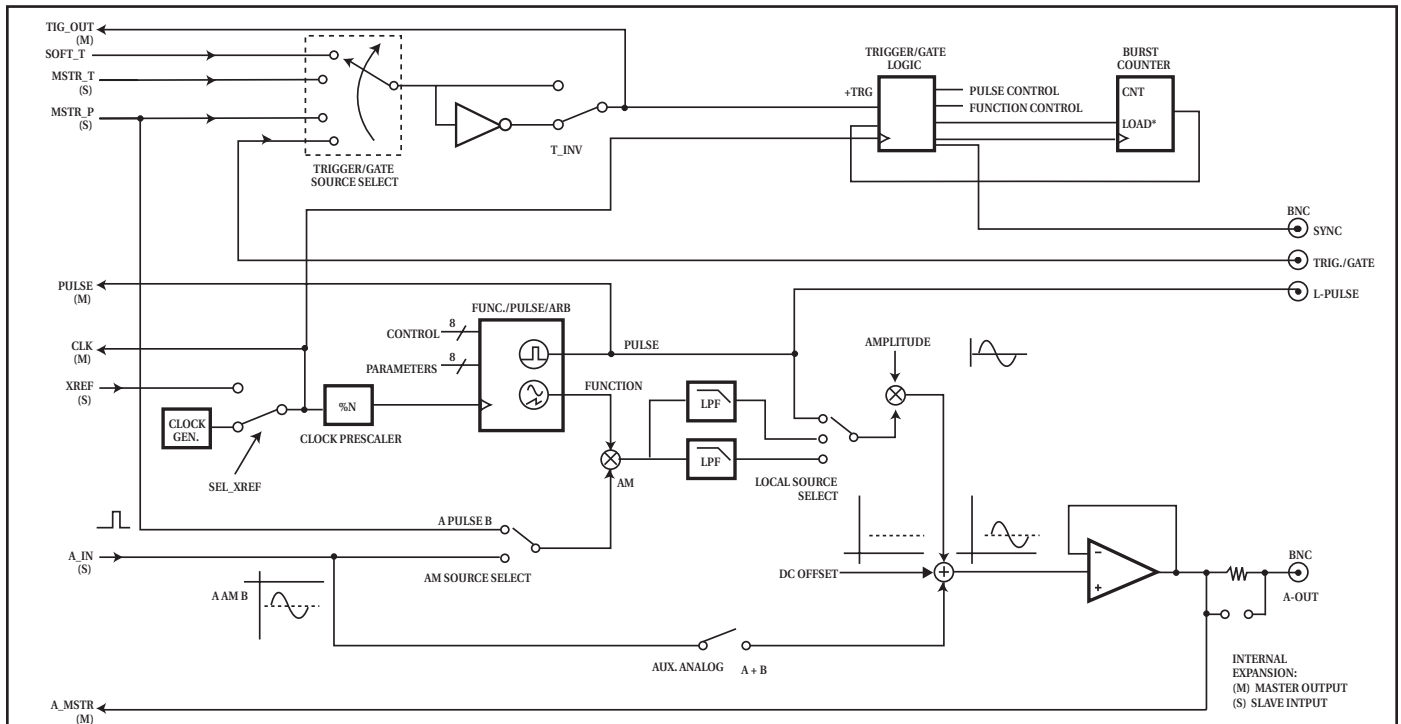 TIG_OUT
(M)
SOFT_T
MSTR_T
(S)
MSTR_P
(S)
TRIGGER/GATE
SOURCE SELECT
T_INV
TRIGGER/GATE
LOGIC
+TRG
PULSE CONTROL
FUNCTION CONTROL
BURST
COUNTER
CNT
LOAD*
BNC
SYNC
TRIG./GATE
L-PULSE
PULSE
(M)
CLK
(M)
XREF
(S)
CLOCK
GEN.
SEL_XREF
%N
CLOCK PRESCALER
FUNC./PULSE/ARB
CONTROL
8
PARAMETERS
8
PULSE
FUNCTION
AM
LPF
LPF
LOCAL SOURCE
SELECT
AMPLITUDE
A PULSE B
AM SOURCE SELECT
A_IN
(S)
A AM B
DC OFFSET
+
AUX. ANALOG
A + B
–
+
BNC
A-OUT
INTERNAL
EXPANSION:
(M) MASTER OUTPUT
(S) SLAVE INTPUT
A_MSTR
(M)